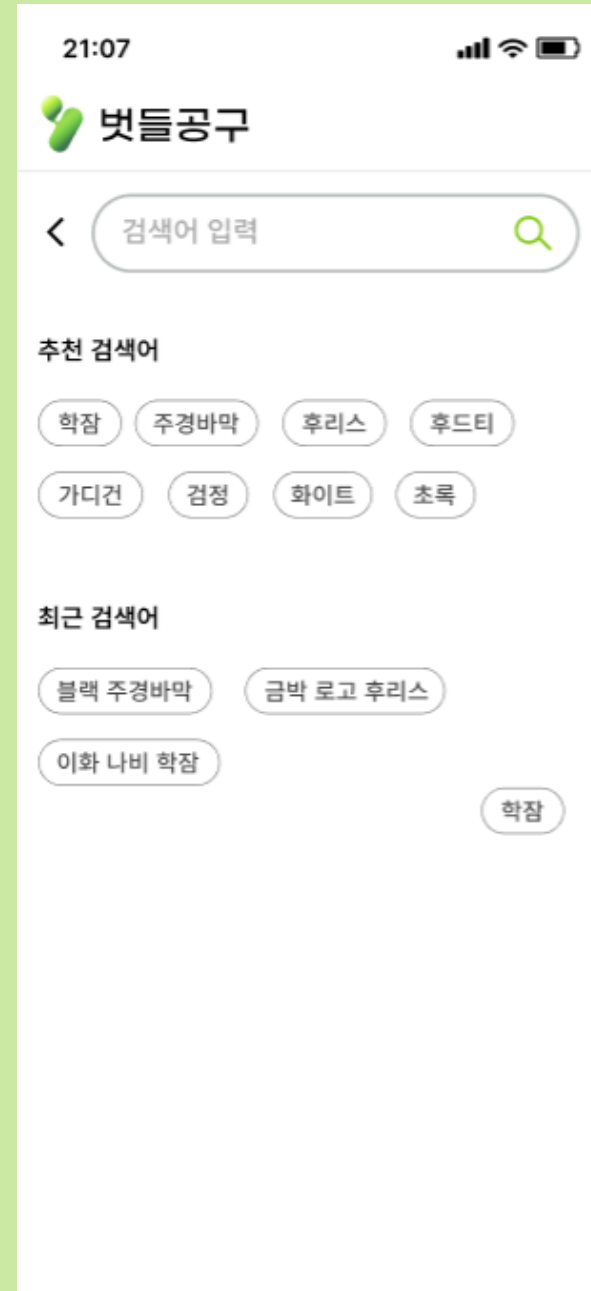 21:07
벗들공구
검색어 입력
추천 검색어
학잠 주경바막 후리스 후드티
가디건 검정 화이트 초록
최근 검색어
블랙 주경바막 금박 로고 후리스
이화 나비 학잠
학잠